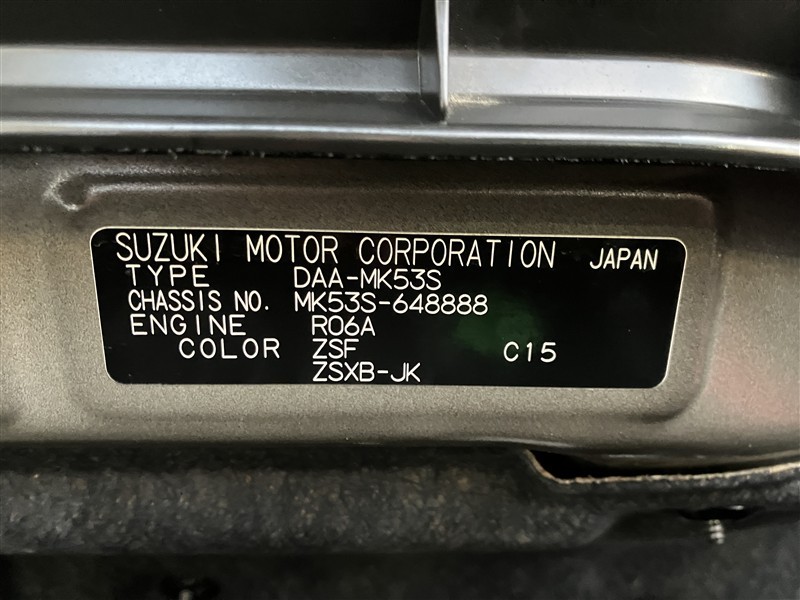 SUZUKI MOTOR CORPORATION JAPAN
TYPE DAA-MK53S
CHASSIS NO. MK53S-648888
ENGINE R06A
COLOR ZSF C15
ZSXB-JK